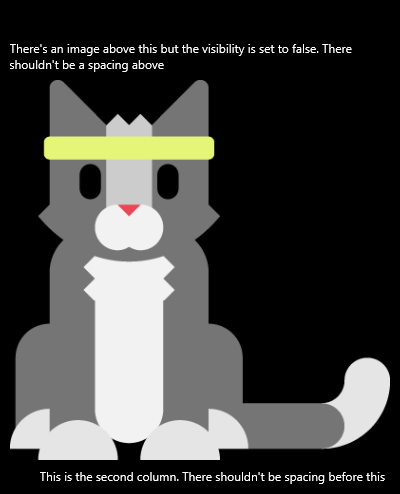 There's an image above this but the visibility is set to false. There
shouldn't be a spacing above
This is the second column. There shouldn't be spacing before this